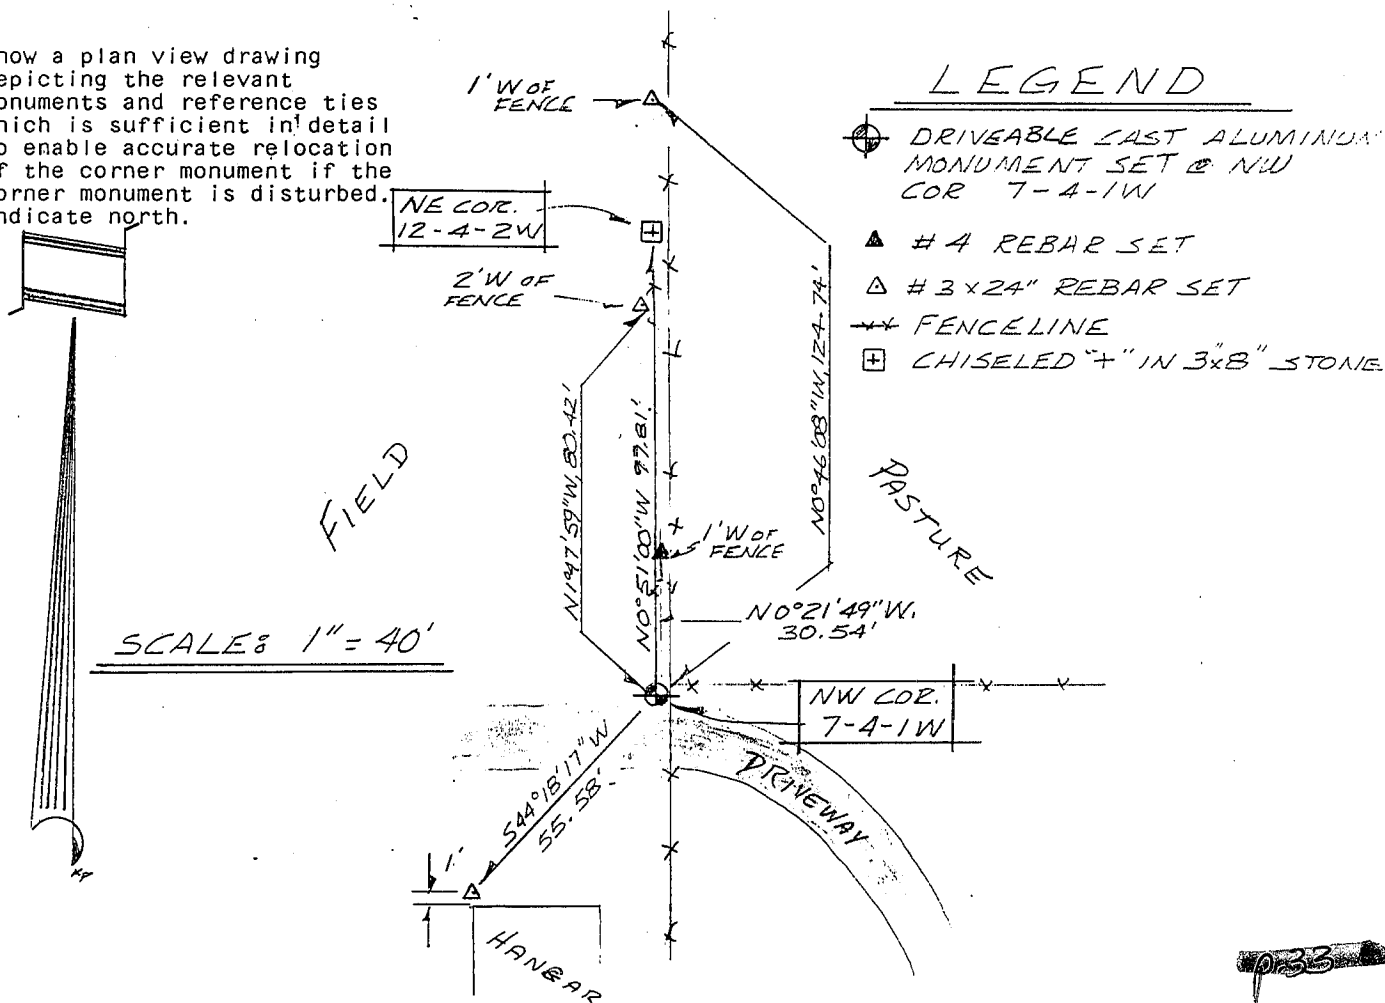 how a plan view drawing
epicting the relevant
onuments and reference ties
hich is sufficient in detail
o enable accurate relocation
f the corner monument if the
orner monument is disturbed.
ndicate north.
1' W OF
FENCE
NE COR.
12-4-2W
2' W OF
FENCE
LEGEND
DRIVEABLE CAST ALUMINUM
MONUMENT SET @ NW
COR 7-4-1W
#4 REBAR SET
#3x24" REBAR SET
FENCELINE
CHISELED "+" IN 3x8" STONE
FIELD
N1°47'59"W, 80.42'
N0°51'00"W 97.81'
N0°46'08"W, 124.74'
PASTURE
1' W OF
FENCE
N0°21'49"W,
30.54'
SCALE: 1" = 40'
NW COR.
7-4-1W
S44°18'17"W
55.58'
DRIVEWAY
1'
HANGAR
p.33